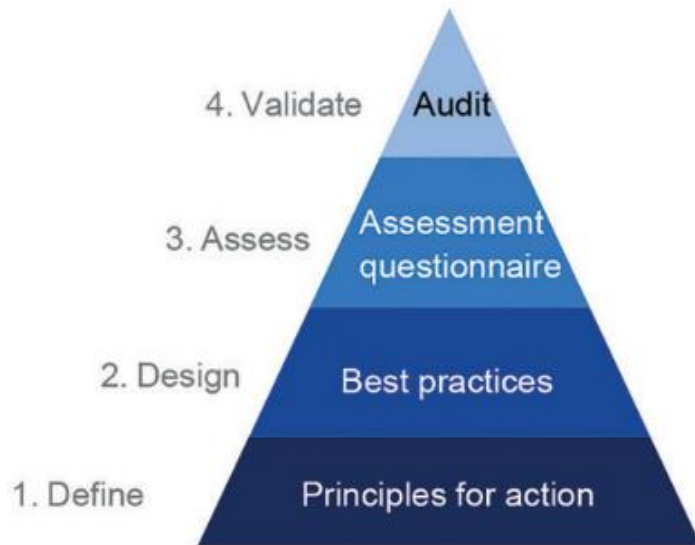 4. Validate Audit
3. Assess Assessment
questionnaire
2. Design Best practices
1. Define Principles for action